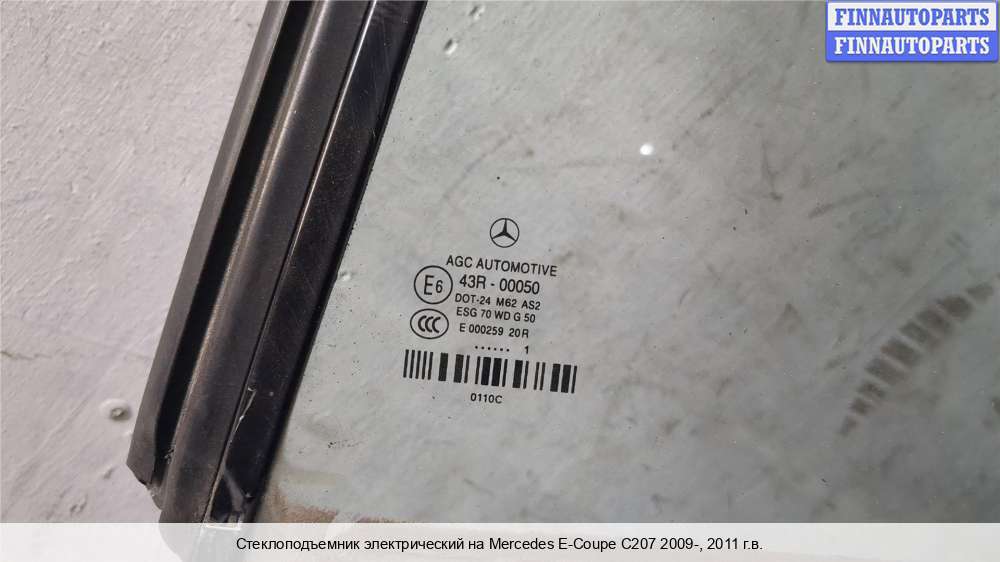 FINNAUTOPARTS
FINNAUTOPARTS
AGC AUTOMOTIVE
E6 43R - 00050
DOT-24 M62 AS2
ESG 70 WD G 50
CCC E 000259 20R
...... 1
0110C
Стеклоподъемник электрический на Mercedes E-Coupe C207 2009-, 2011 г.в.